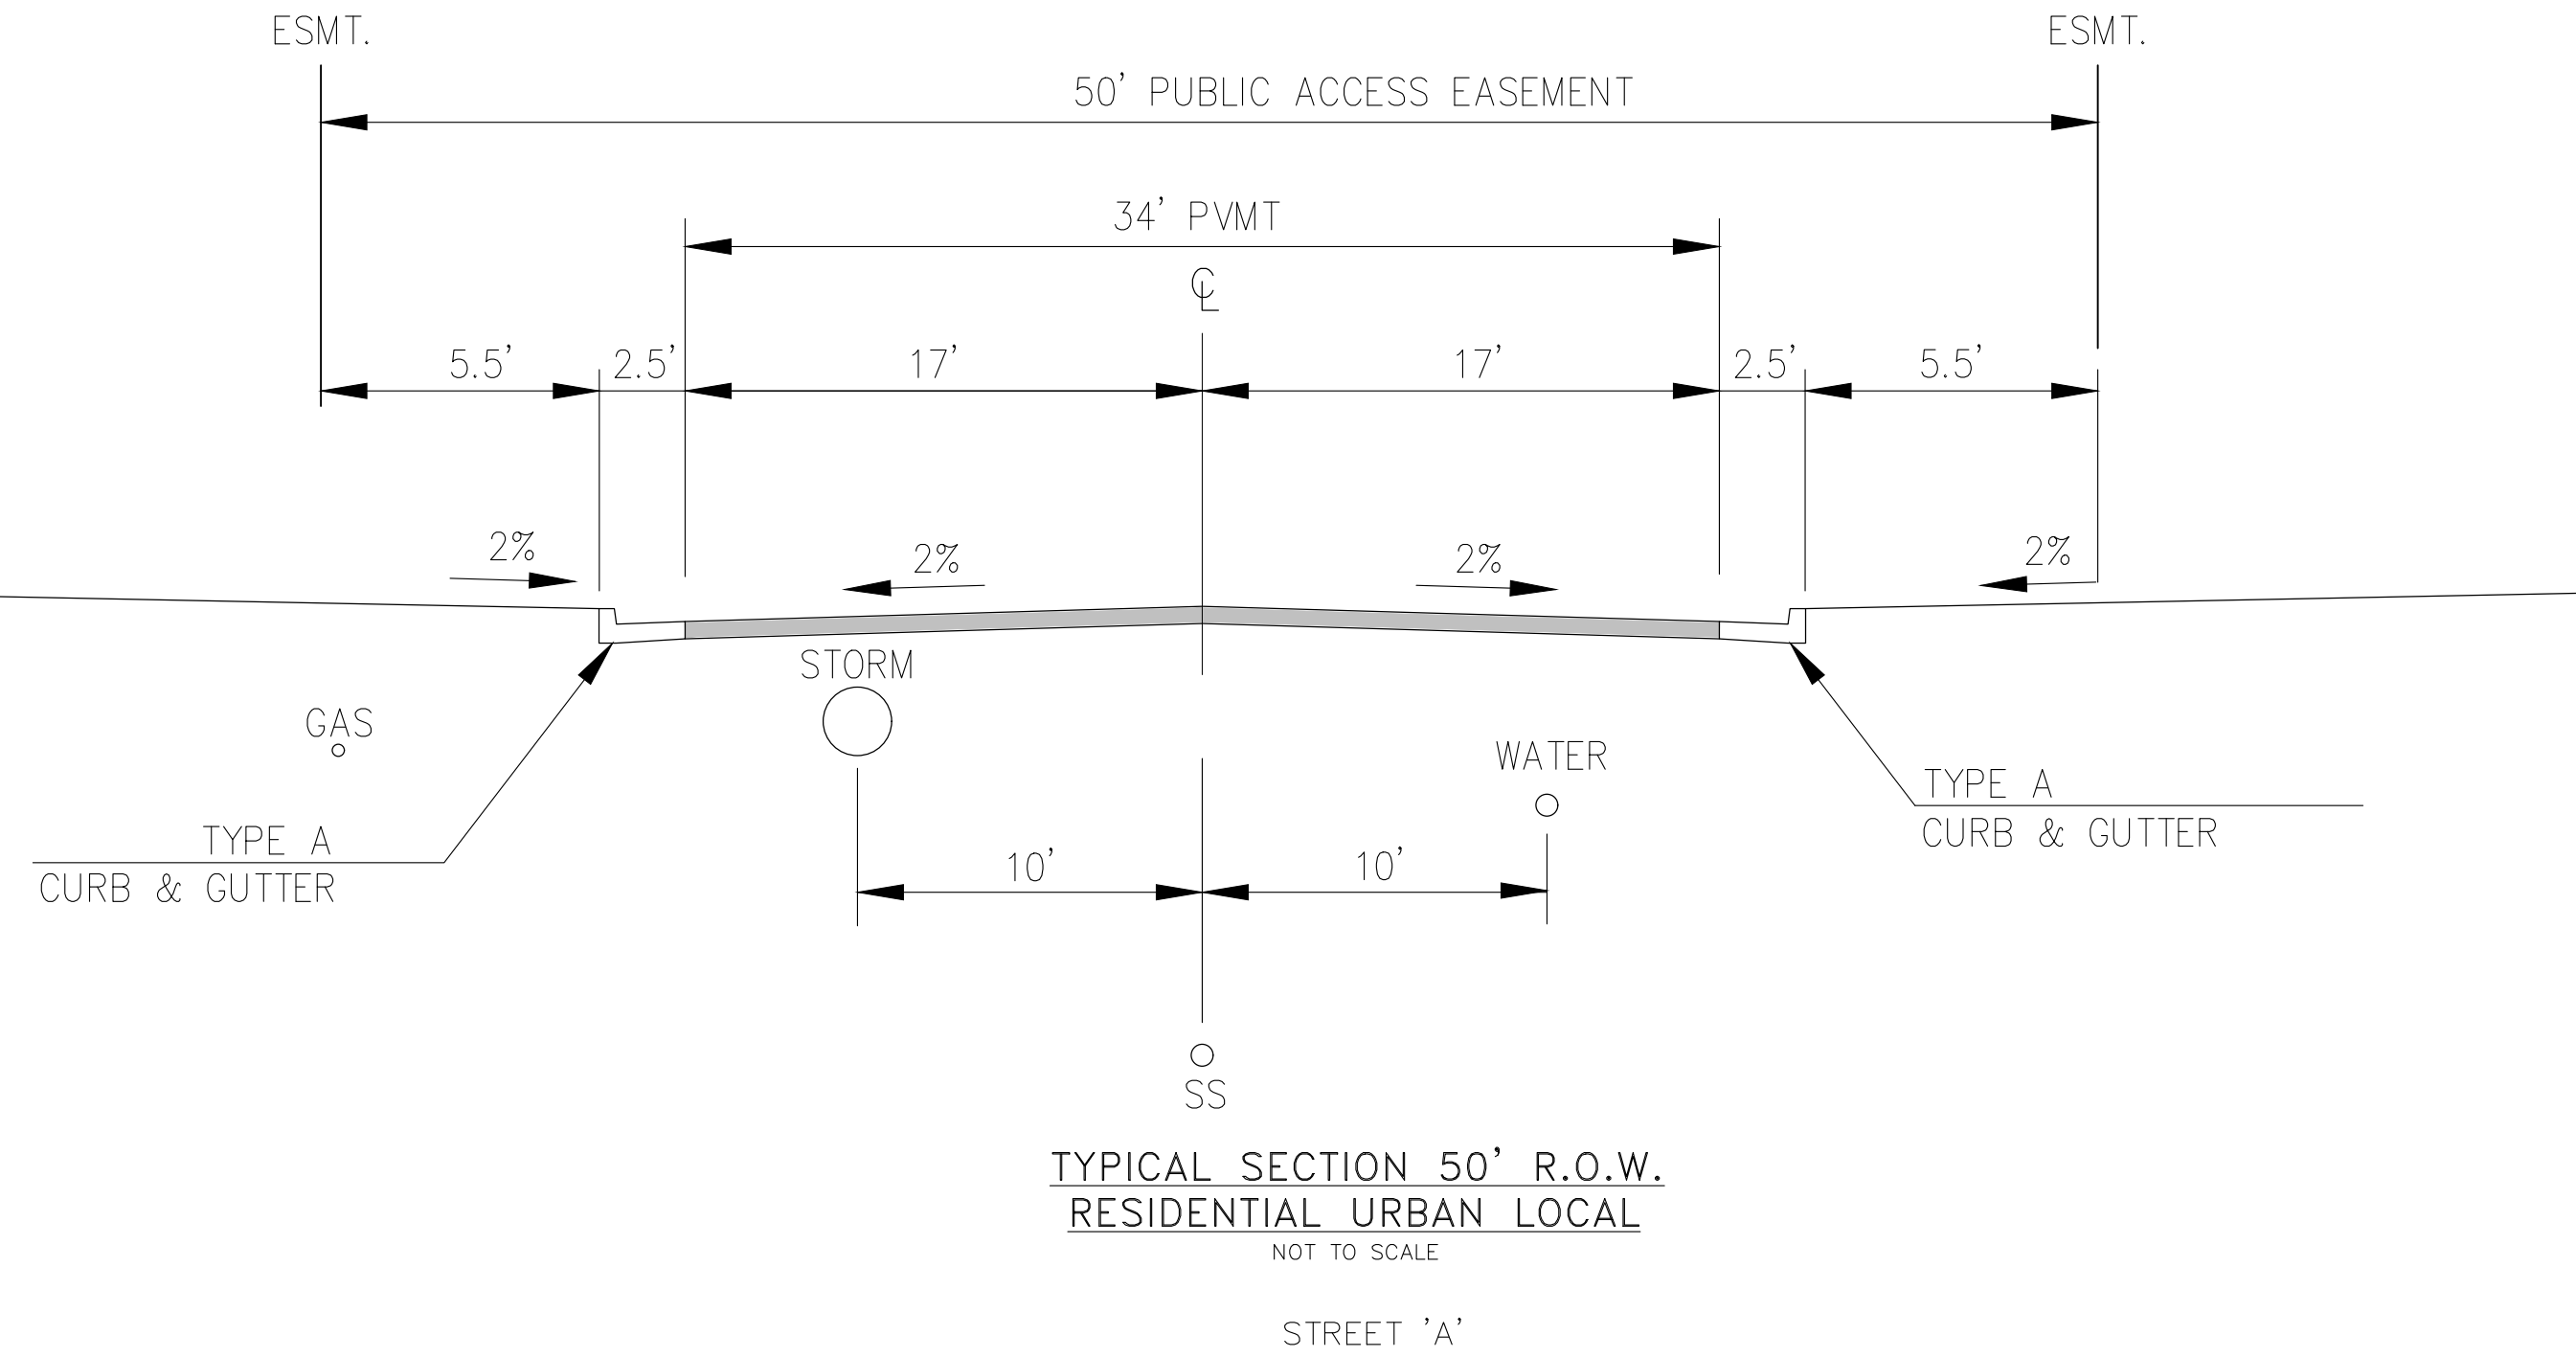 ESMT.
ESMT.
50' PUBLIC ACCESS EASEMENT
34' PVMT
℄
5.5'
2.5'
17'
17'
2.5'
5.5'
2%
2%
2%
2%
STORM
GAS
WATER
TYPE A
CURB & GUTTER
TYPE A
CURB & GUTTER
10'
10'
SS
TYPICAL SECTION 50' R.O.W.
RESIDENTIAL URBAN LOCAL
NOT TO SCALE
STREET 'A'